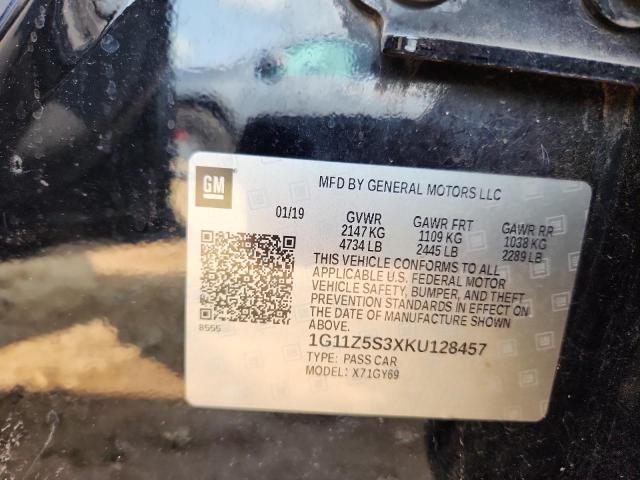 GM
MFD BY GENERAL MOTORS LLC
01/19 GVWR GAWR FRT GAWR RR
2147 KG 1109 KG 1038 KG
4734 LB 2445 LB 2289 LB
THIS VEHICLE CONFORMS TO ALL
APPLICABLE U.S. FEDERAL MOTOR
VEHICLE SAFETY, BUMPER, AND THEFT
PREVENTION STANDARDS IN EFFECT ON
THE DATE OF MANUFACTURE SHOWN
ABOVE.
8555
1G11Z5S3XKU128457
TYPE: PASS CAR
MODEL: X71GY69